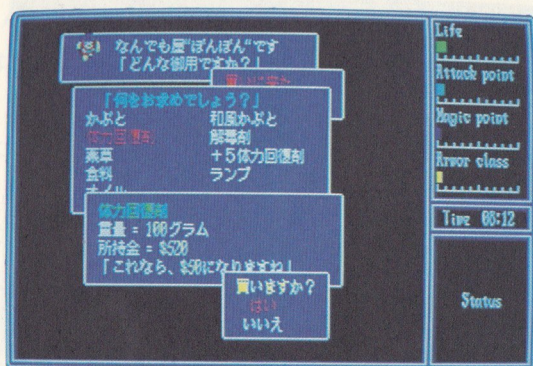 なんでも屋"ぽんぽん"です
「どんな御用ですか？」
「何をお求めでしょう？」
かぶと 和風かぶと
体力回復剤 解毒剤
薬草 +5体力回復剤
食料 ランプ
オイル
体力回復剤
重量 = 100グラム
所持金 = $520
「これなら、$50になりますね」
買いますか？
はい
いいえ
Life
Attack point
Magic point
Armor class
Time 08:12
Status